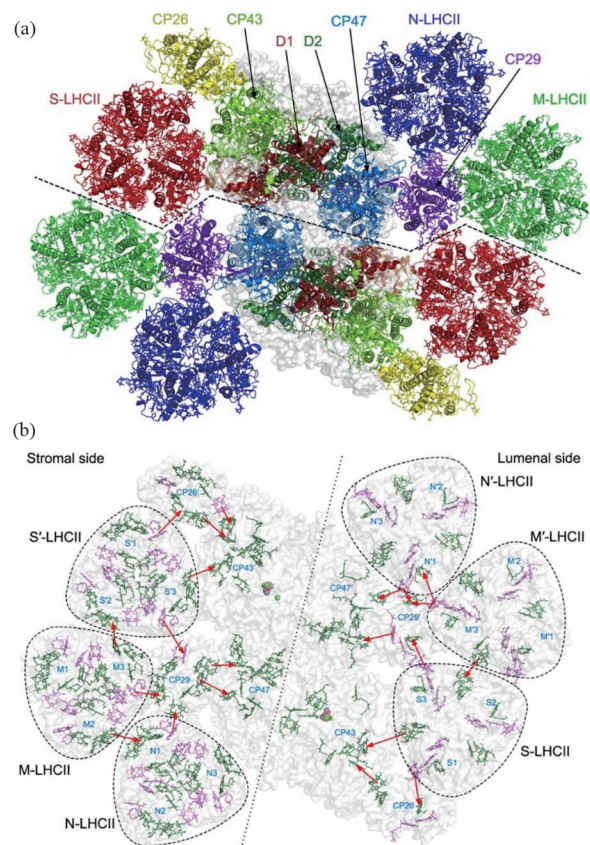 (a)
CP26 CP43 D1 D2 CP47 N-LHCII
CP29
S-LHCII M-LHCII
(b)
Stromal side Lumenal side
N′-LHCII
CP26′ N′2
N′3
S′-LHCII M′-LHCII
S′1 CP43′ N′1 M′2
CP47′
S′2 S′3 CP29′
M′3 M′1
M1 M3 CP29 CP47
S3 S2
M2 CP43
N1 S-LHCII
M-LHCII N3 S1
N2 CP26
N-LHCII